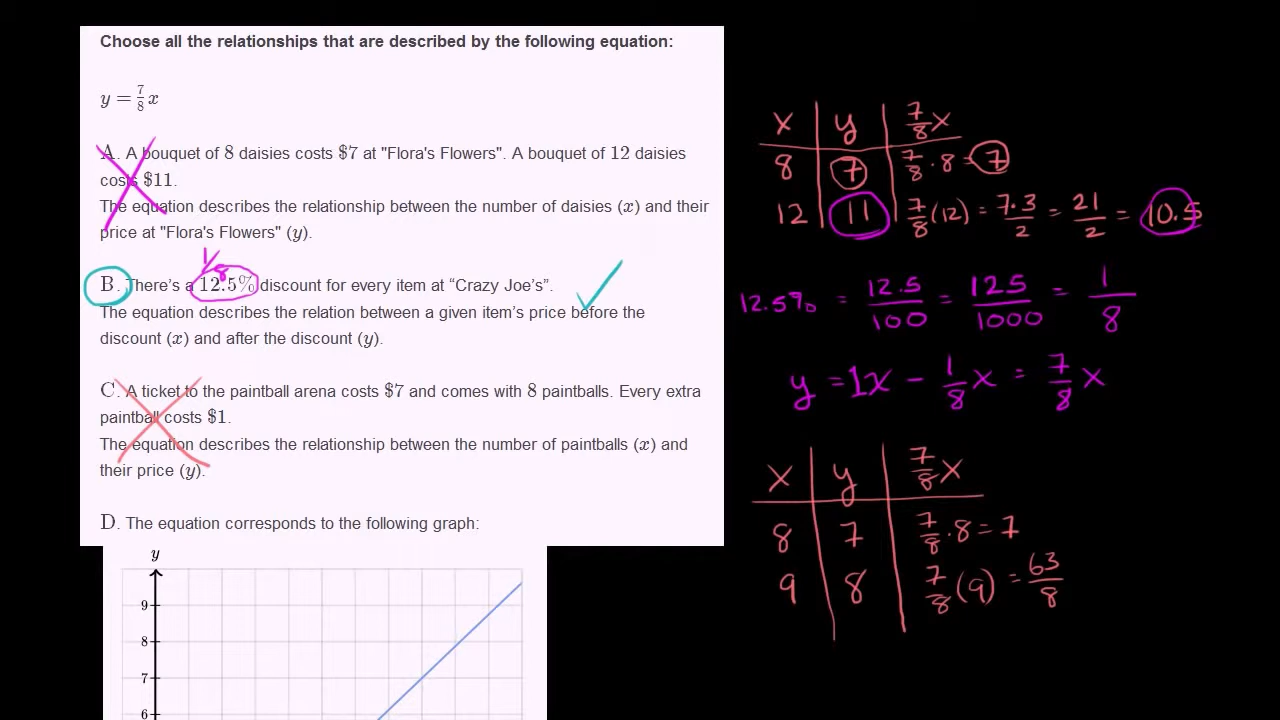 Choose all the relationships that are described by the following equation:
y = 7/8 x
A. A bouquet of 8 daisies costs $7 at "Flora's Flowers". A bouquet of 12 daisies
costs $11.
The equation describes the relationship between the number of daisies (x) and their
price at "Flora's Flowers" (y).
1/8
B. There's a 12.5% discount for every item at “Crazy Joe’s”.
The equation describes the relation between a given item’s price before the
discount (x) and after the discount (y).
C. A ticket to the paintball arena costs $7 and comes with 8 paintballs. Every extra
paintball costs $1.
The equation describes the relationship between the number of paintballs (x) and
their price (y).
D. The equation corresponds to the following graph:
y
9
8
7
6
x y 7/8 x
8 7 7/8 · 8 = 7
12 11 7/8 (12) = 7·3/2 = 21/2 = 10.5
12.5% = 12.5/100 = 125/1000 = 1/8
y = 1x - 1/8 x = 7/8 x
x y 7/8 x
8 7 7/8 · 8 = 7
9 8 7/8 (9) = 63/8